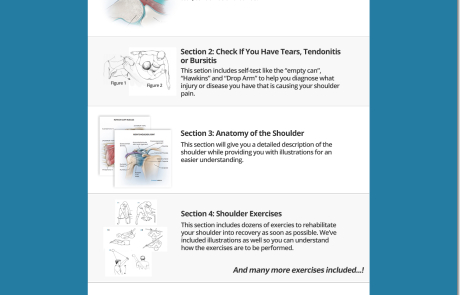 Section 2: Check If You Have Tears, Tendonitis
or Bursitis
This setion includes self-test like the "empty can",
"Hawkins" and "Drop Arm" to help you diagnose what
injury or disease you have that is causing your shoulder
pain.
Figure 1
Figure 2
Section 3: Anatomy of the Shoulder
This section will give you a detailed description of the
shoulder while providing you with illustrations for an
easier understanding.
Section 4: Shoulder Exercises
This section includes dozens of exercies to rehabilitate
your shoulder into recovery as soon as possible. We've
included illustrations as well so you can understand
how the exercises are to be performed.
And many more exercises included...!